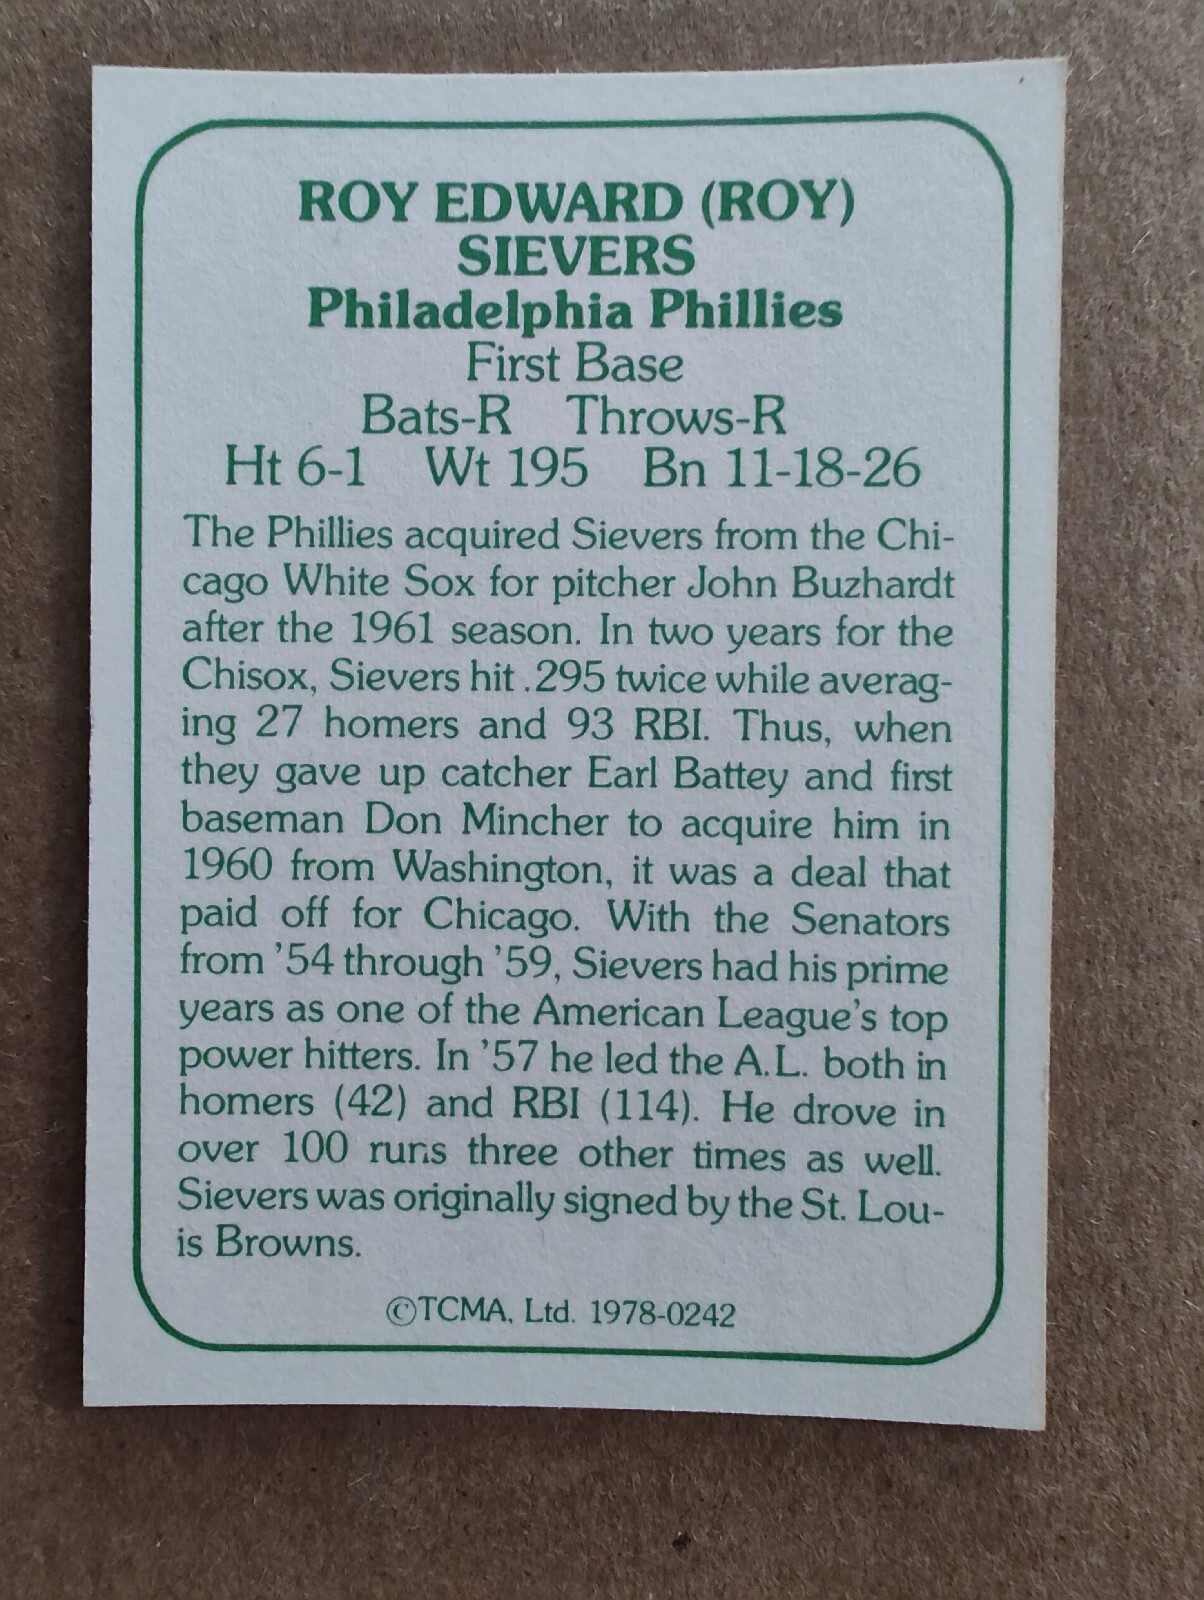 ROY EDWARD (ROY)
SIEVERS
Philadelphia Phillies
First Base
Bats-R Throws-R
Ht 6-1 Wt 195 Bn 11-18-26
The Phillies acquired Sievers from the Chi-
cago White Sox for pitcher John Buzhardt
after the 1961 season. In two years for the
Chisox, Sievers hit .295 twice while averag-
ing 27 homers and 93 RBI. Thus, when
they gave up catcher Earl Battey and first
baseman Don Mincher to acquire him in
1960 from Washington, it was a deal that
paid off for Chicago. With the Senators
from '54 through '59, Sievers had his prime
years as one of the American League's top
power hitters. In '57 he led the A.L. both in
homers (42) and RBI (114). He drove in
over 100 runs three other times as well.
Sievers was originally signed by the St. Lou-
is Browns.
©TCMA, Ltd. 1978-0242